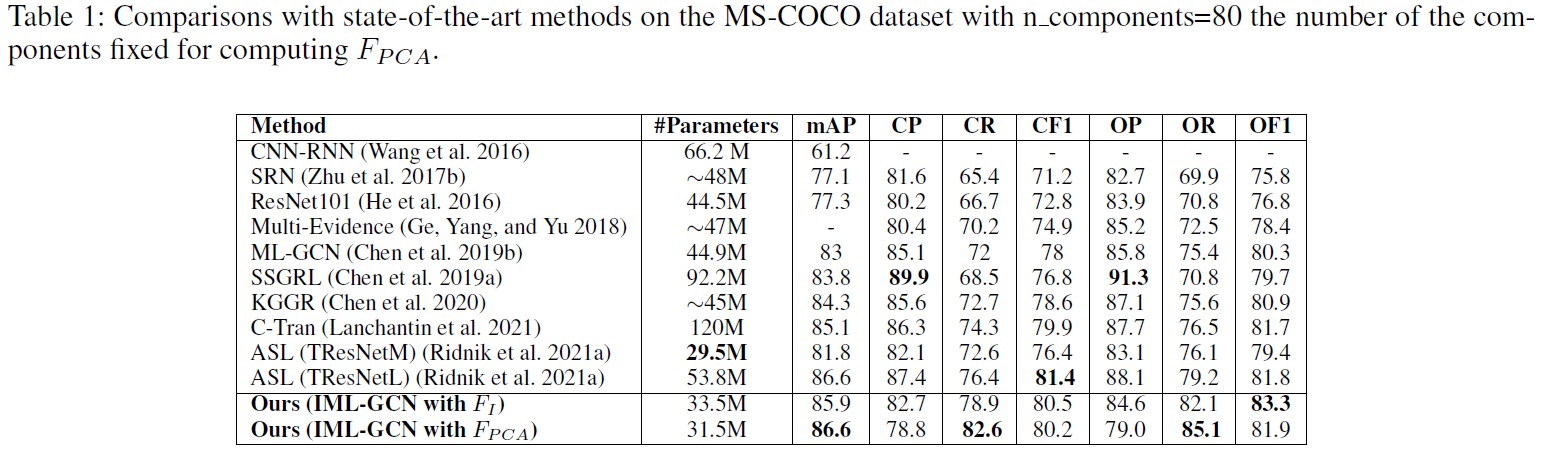 Table 1: Comparisons with state-of-the-art methods on the MS-COCO dataset with n_components=80 the number of the com-
ponents fixed for computing F_PCA.
Method #Parameters mAP CP CR CF1 OP OR OF1
CNN-RNN (Wang et al. 2016) 66.2 M 61.2 - - - - - -
SRN (Zhu et al. 2017b) ~48M 77.1 81.6 65.4 71.2 82.7 69.9 75.8
ResNet101 (He et al. 2016) 44.5M 77.3 80.2 66.7 72.8 83.9 70.8 76.8
Multi-Evidence (Ge, Yang, and Yu 2018) ~47M - 80.4 70.2 74.9 85.2 72.5 78.4
ML-GCN (Chen et al. 2019b) 44.9M 83 85.1 72 78 85.8 75.4 80.3
SSGRL (Chen et al. 2019a) 92.2M 83.8 89.9 68.5 76.8 91.3 70.8 79.7
KGGR (Chen et al. 2020) ~45M 84.3 85.6 72.7 78.6 87.1 75.6 80.9
C-Tran (Lanchantin et al. 2021) 120M 85.1 86.3 74.3 79.9 87.7 76.5 81.7
ASL (TResNetM) (Ridnik et al. 2021a) 29.5M 81.8 82.1 72.6 76.4 83.1 76.1 79.4
ASL (TResNetL) (Ridnik et al. 2021a) 53.8M 86.6 87.4 76.4 81.4 88.1 79.2 81.8
Ours (IML-GCN with F_I) 33.5M 85.9 82.7 78.9 80.5 84.6 82.1 83.3
Ours (IML-GCN with F_PCA) 31.5M 86.6 78.8 82.6 80.2 79.0 85.1 81.9